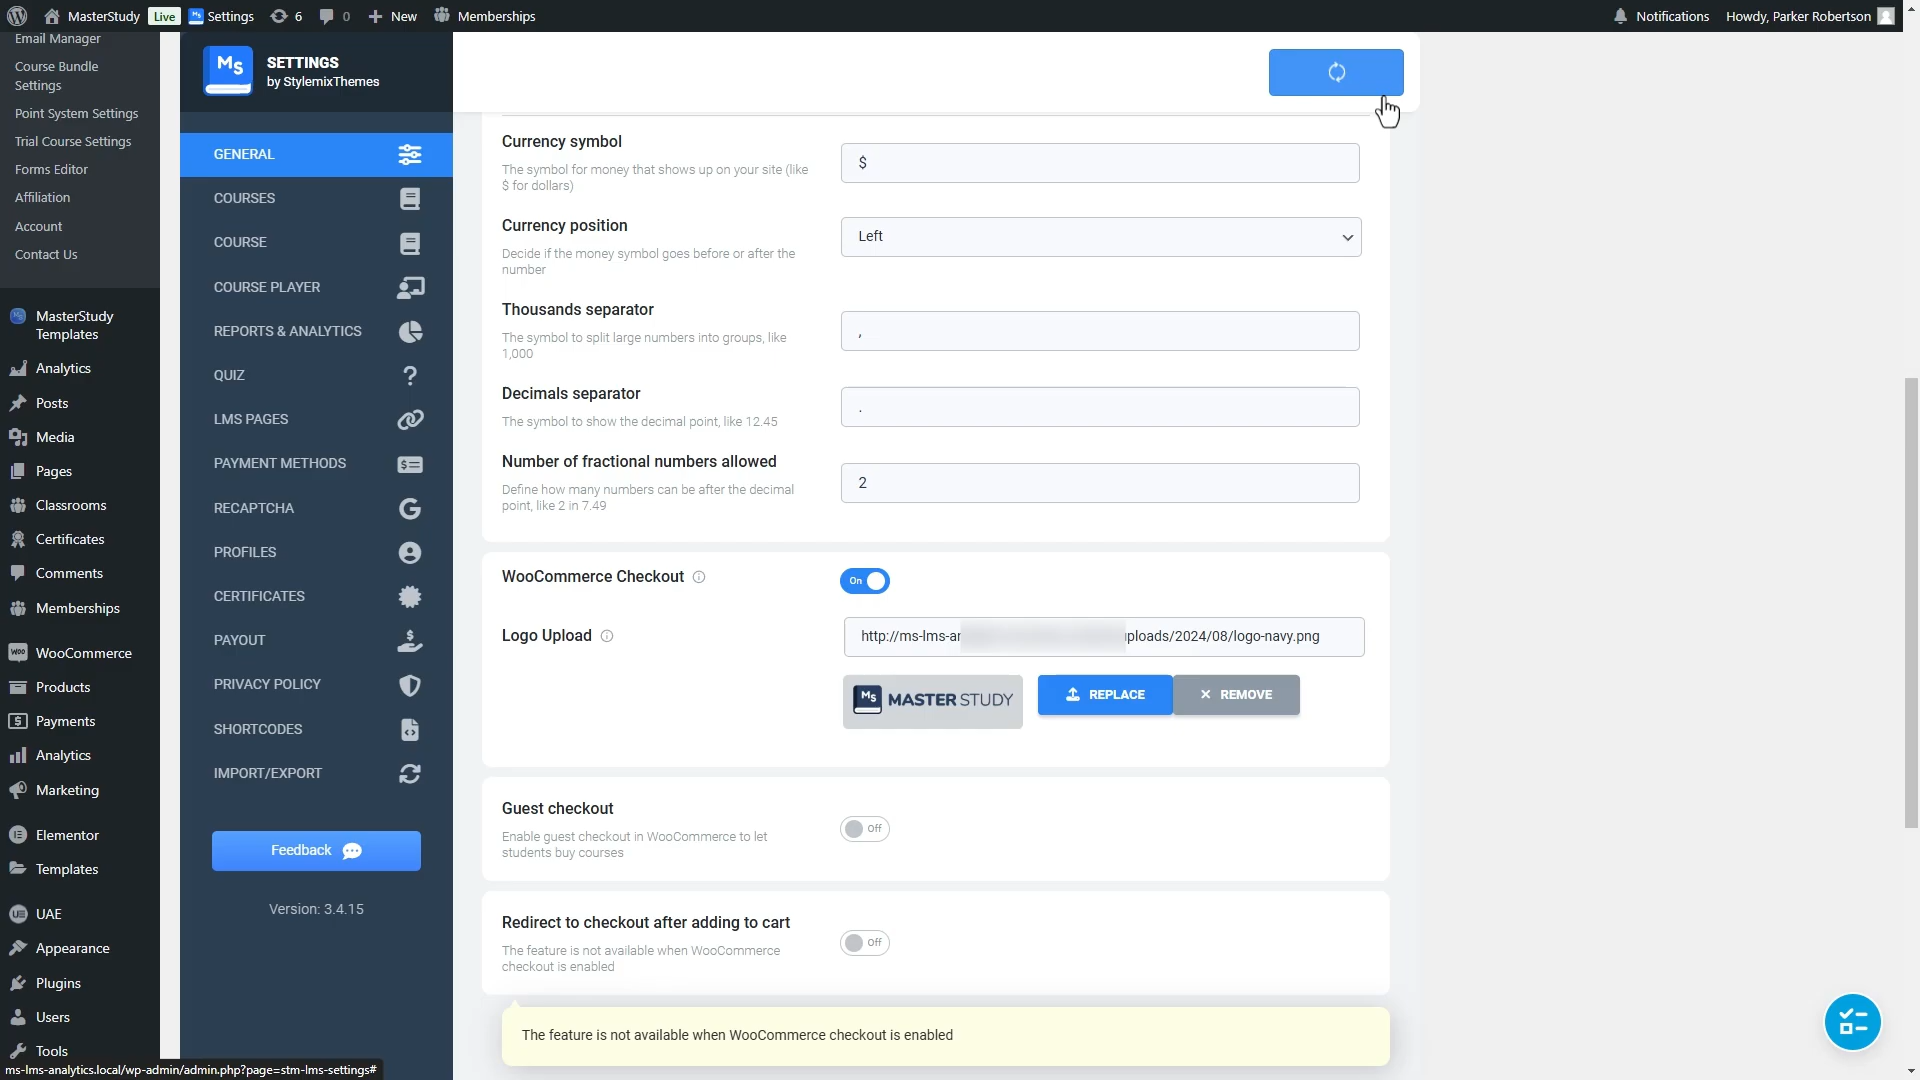 MasterStudy
Live
Settings
6
0
New
Memberships
Notifications
Howdy, Parker Robertson
Email Manager
Course Bundle
Settings
Point System Settings
Trial Course Settings
Forms Editor
Affiliation
Account
Contact Us
MasterStudy
Templates
Analytics
Posts
Media
Pages
Classrooms
Certificates
Comments
Memberships
WooCommerce
Products
Payments
Analytics
Marketing
Elementor
Templates
UAE
Appearance
Plugins
Users
Tools
ms-lms-analytics.local/wp-admin/admin.php?page=stm-lms-settings#
SETTINGS
by StylemixThemes
GENERAL
COURSES
COURSE
COURSE PLAYER
REPORTS & ANALYTICS
QUIZ
LMS PAGES
PAYMENT METHODS
RECAPTCHA
PROFILES
CERTIFICATES
PAYOUT
PRIVACY POLICY
SHORTCODES
IMPORT/EXPORT
Feedback
Version: 3.4.15
Currency symbol
The symbol for money that shows up on your site (like
$ for dollars)
$
Currency position
Decide if the money symbol goes before or after the
number
Left
Thousands separator
The symbol to split large numbers into groups, like
1,000
,
Decimals separator
The symbol to show the decimal point, like 12.45
.
Number of fractional numbers allowed
Define how many numbers can be after the decimal
point, like 2 in 7.49
2
WooCommerce Checkout
On
Logo Upload
http://ms-lms-ar ploads/2024/08/logo-navy.png
Ms MASTERSTUDY
REPLACE
REMOVE
Guest checkout
Enable guest checkout in WooCommerce to let
students buy courses
Off
Redirect to checkout after adding to cart
The feature is not available when WooCommerce
checkout is enabled
Off
The feature is not available when WooCommerce checkout is enabled